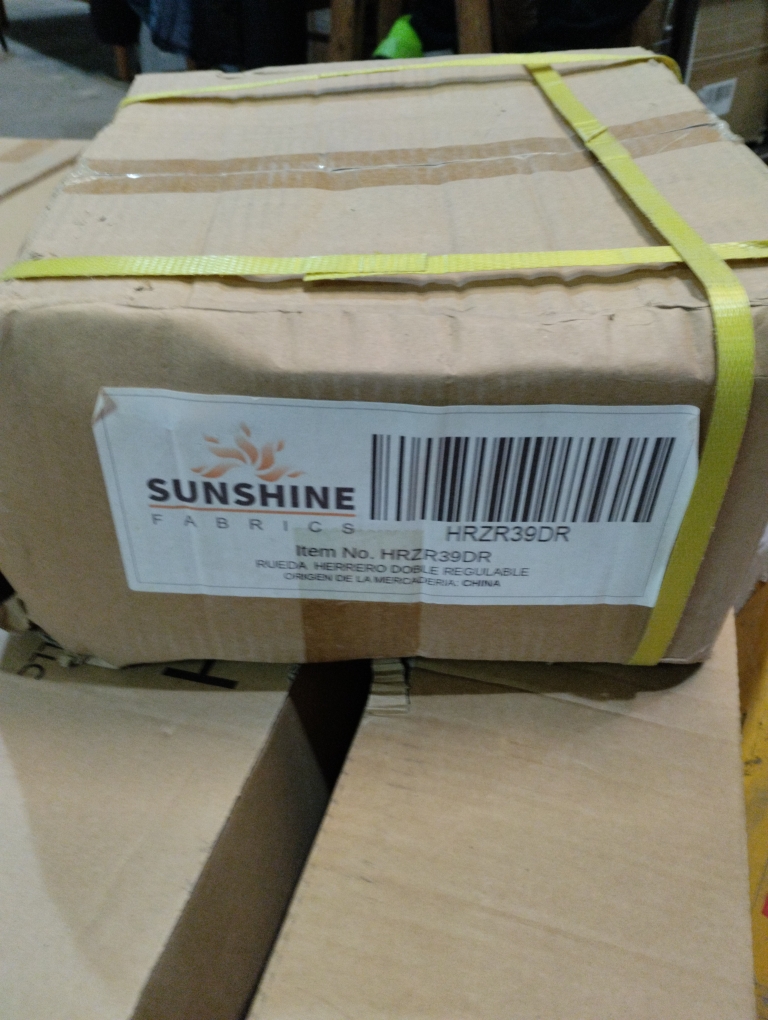 SUNSHINE
FABRICS
HRZR39DR
Item No. HRZR39DR
RUEDA HERRERO DOBLE REGULABLE
ORIGEN DE LA MERCADERIA: CHINA